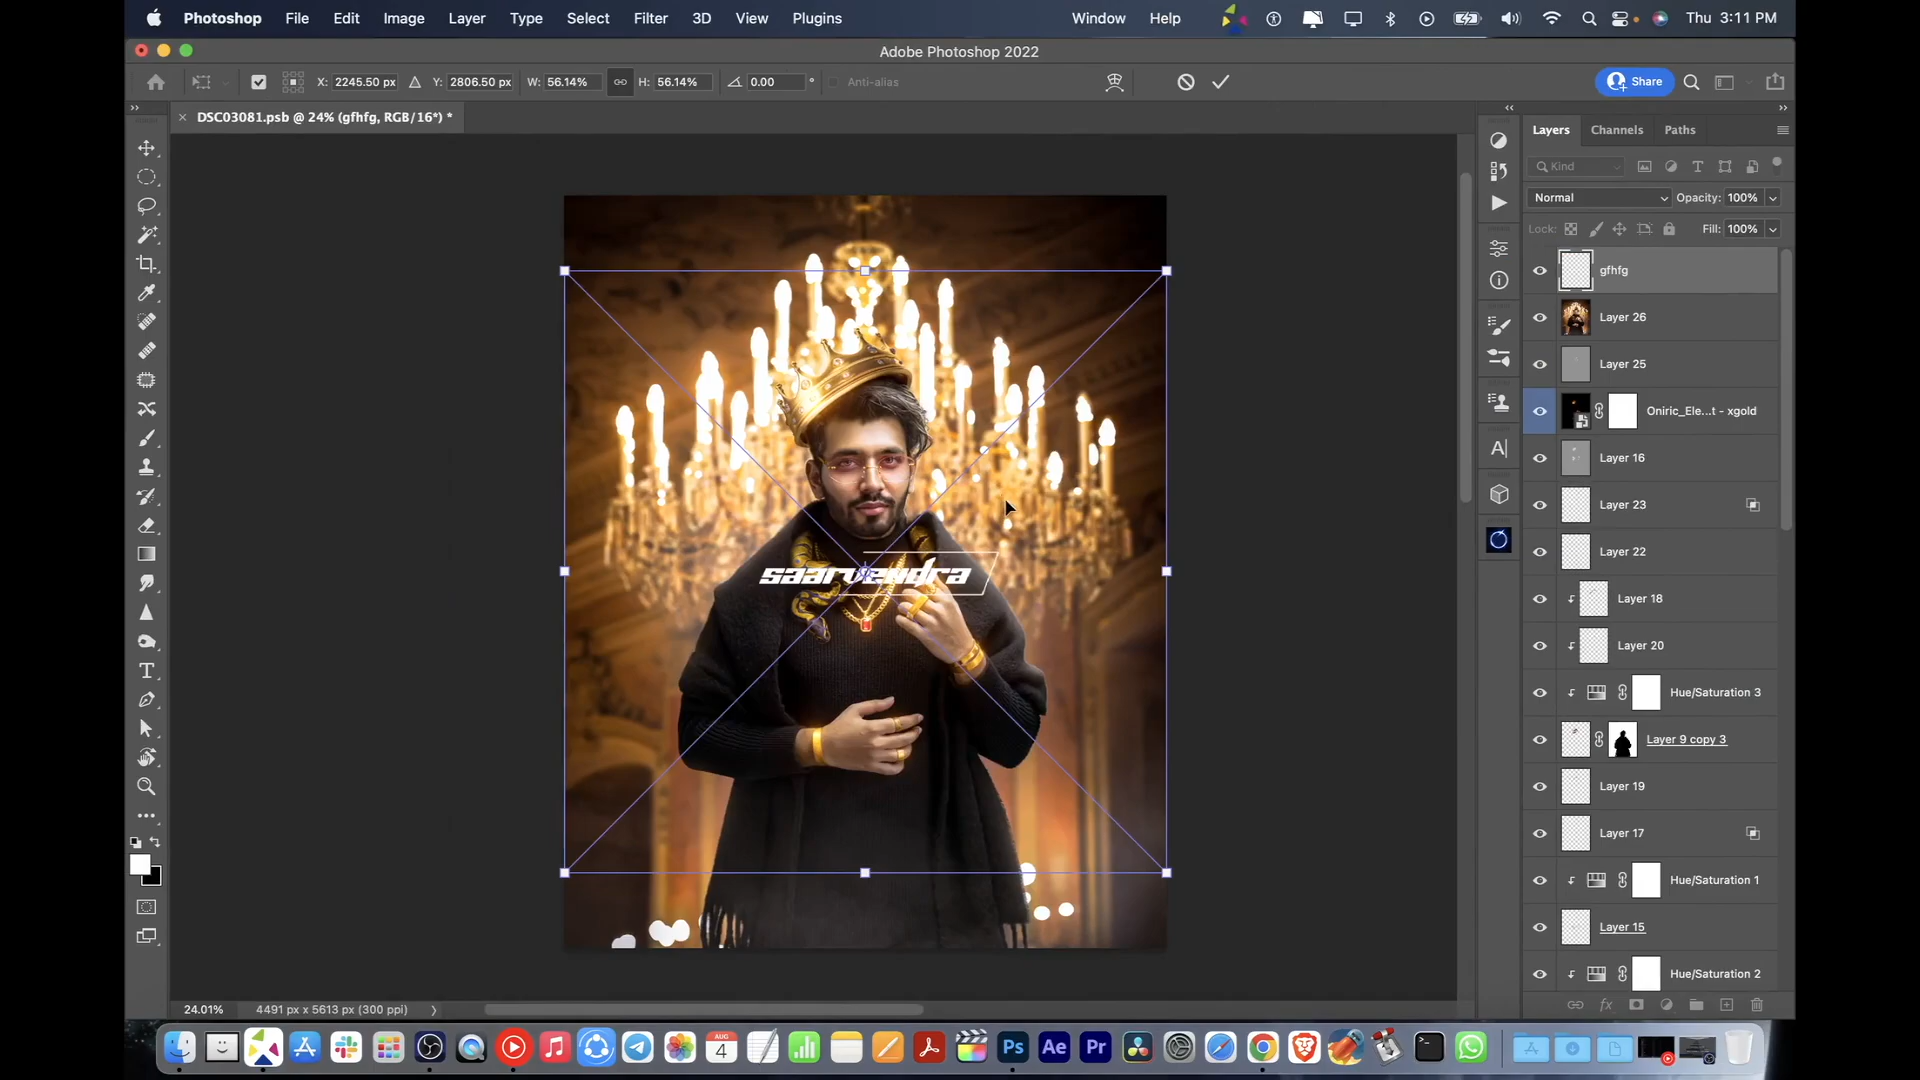 Photoshop File Edit Image Layer Type Select Filter 3D View Plugins Window Help Thu 3:11 PM
Adobe Photoshop 2022
X: 2245.50 px Y: 2806.50 px W: 56.14% H: 56.14% 0.00 ° Anti-alias Share
× DSC03081.psb @ 24% (gfhfg, RGB/16*) *
Layers Channels Paths
Kind
Normal Opacity: 100%
Lock: Fill: 100%
gfhfg
Layer 26
Layer 25
Oniric_Ele...t - xgold
Layer 16
Layer 23
Layer 22
Layer 18
Layer 20
Hue/Saturation 3
Layer 9 copy 3
Layer 19
Layer 17
Hue/Saturation 1
Layer 15
Hue/Saturation 2
saarvendra
24.01% 4491 px x 5613 px (300 ppi)
AUG
4
Ps Ae Pr